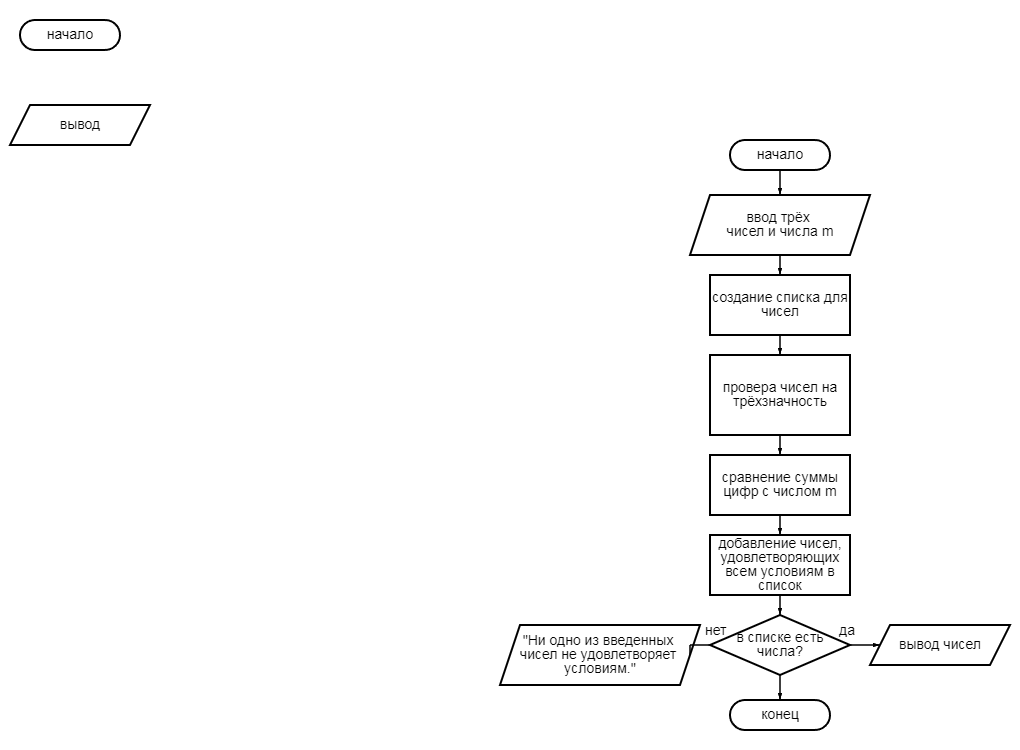 начало
вывод
начало
ввод трёх
чисел и числа m
создание списка для
чисел
провера чисел на
трёхзначность
сравнение суммы
цифр с числом m
добавление чисел,
удовлетворяющих
всем условиям в
список
нет
в списке есть
числа?
да
"Ни одно из введенных
чисел не удовлетворяет
условиям."
вывод чисел
конец